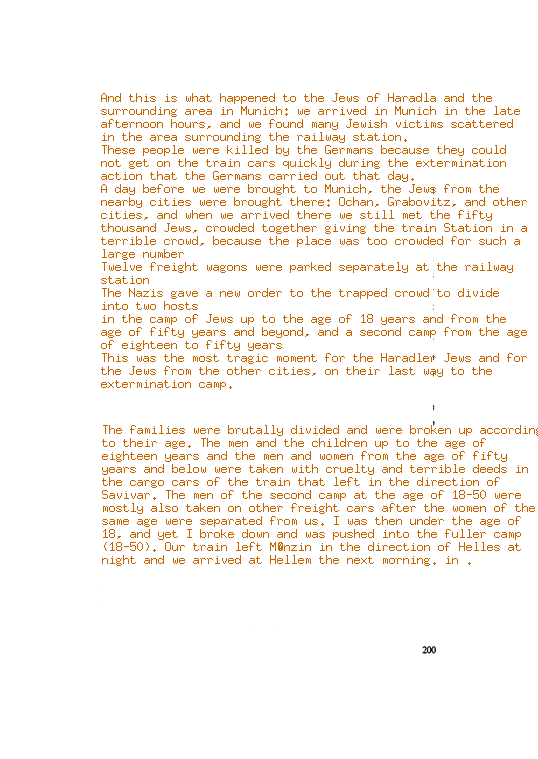 And this is what happened to the Jews of Haradla and the
surrounding area in Munich: we arrived in Munich in the late
afternoon hours, and we found many Jewish victims scattered
in the area surrounding the railway station.
These people were killed by the Germans because they could
not get on the train cars quickly during the extermination
action that the Germans carried out that day.
A day before we were brought to Munich, the Jews from the
nearby cities were brought there: Ochan, Grabovitz, and other
cities, and when we arrived there we still met the fifty
thousand Jews, crowded together giving the train Station in a
terrible crowd, because the place was too crowded for such a
large number
Twelve freight wagons were parked separately at the railway
station
The Nazis gave a new order to the trapped crowd to divide
into two hosts
in the camp of Jews up to the age of 18 years and from the
age of fifty years and beyond, and a second camp from the age
of eighteen to fifty years
This was the most tragic moment for the Haradler Jews and for
the Jews from the other cities, on their last way to the
extermination camp.
The families were brutally divided and were broken up according
to their age. The men and the children up to the age of
eighteen years and the men and women from the age of fifty
years and below were taken with cruelty and terrible deeds in
the cargo cars of the train that left in the direction of
Savivar. The men of the second camp at the age of 18-50 were
mostly also taken on other freight cars after the women of the
same age were separated from us. I was then under the age of
18, and yet I broke down and was pushed into the fuller camp
(18-50). Our train left in the direction of Helles at
night and we arrived at Hellem the next morning. in .
200